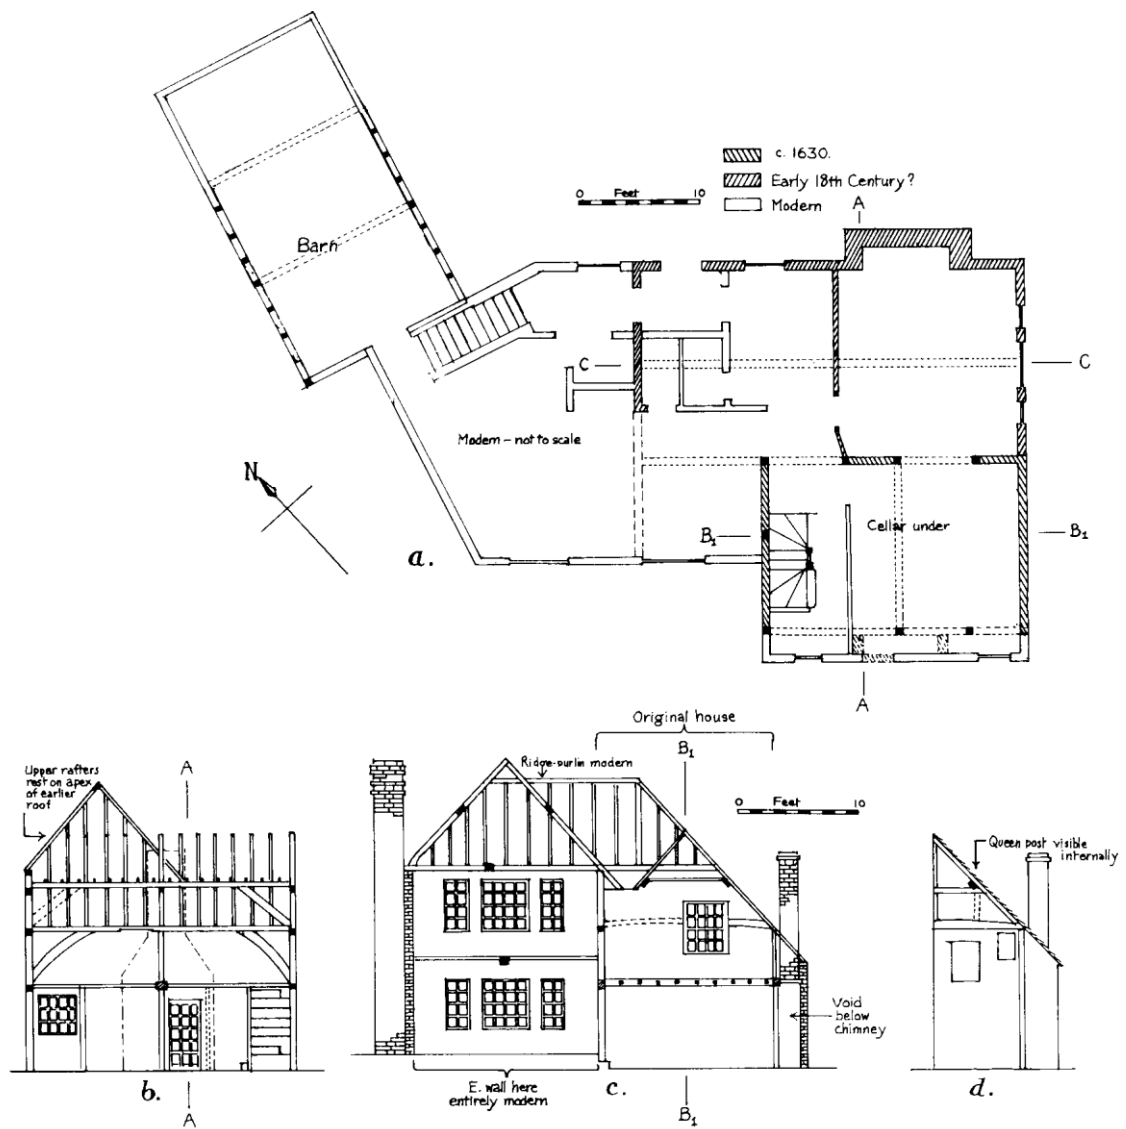 c. 1630.
Early 18th Century?
Modern
0 Feet 10
A
Barn
C
C
Modern - not to scale
N
Cellar under
B₁
B₁
a.
A
Original house
B₁
Ridge-purlin modern
Upper rafters
rest on apex
of earlier
roof
A
0 Feet 10
Queen post visible
internally
Void
below
chimney
E. wall here
entirely modern
b.
c.
d.
A
B₁